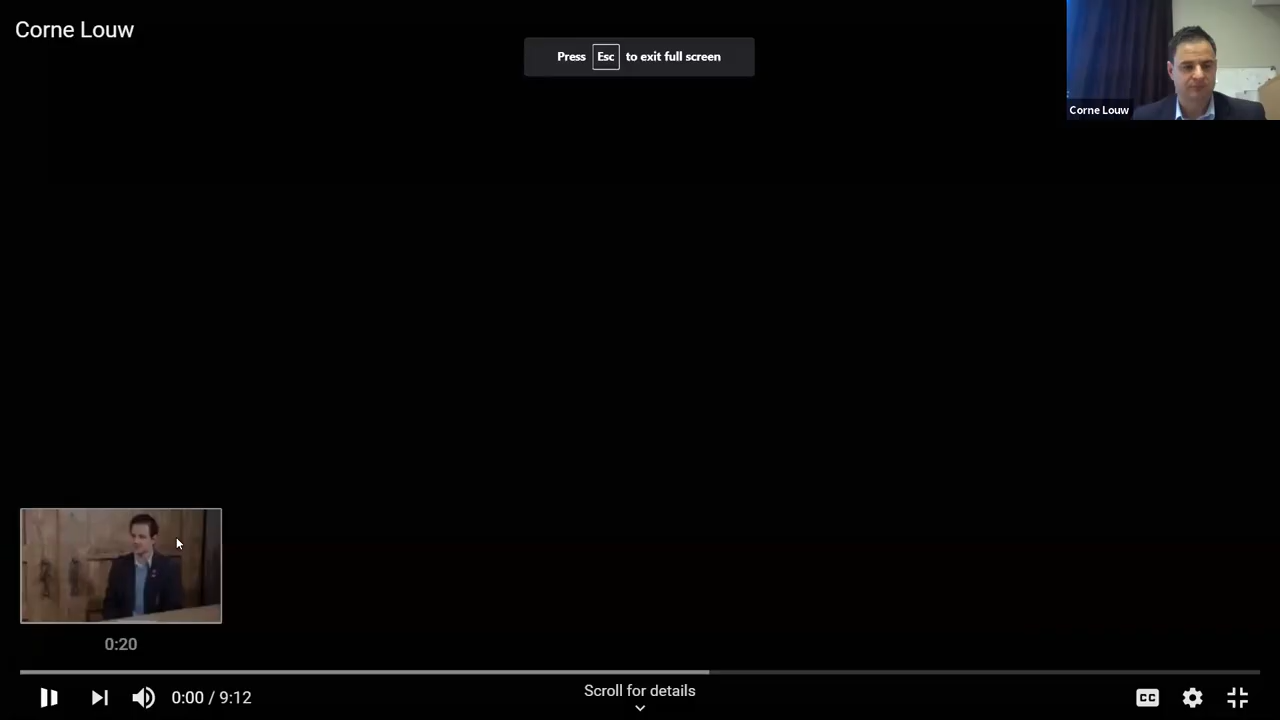 Corne Louw
Press Esc to exit full screen
Corne Louw
0:20
0:00 / 9:12
Scroll for details
CC